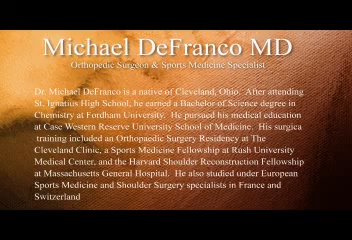 Michael DeFranco MD
Orthopedic Surgeon & Sports Medicine Specialist
Dr. Michael DeFranco is a native of Cleveland, Ohio. After attending
St. Ignatius High School, he earned a Bachelor of Science degree in
Chemistry at Fordham University. He pursued his medical education
at Case Western Reserve University School of Medicine. His surgica
training included an Orthopaedic Surgery Residency at The
Cleveland Clinic, a Sports Medicine Fellowship at Rush University
Medical Center, and the Harvard Shoulder Reconstruction Fellowship
at Massachusetts General Hospital. He also studied under European
Sports Medicine and Shoulder Surgery specialists in France and
Switzerland